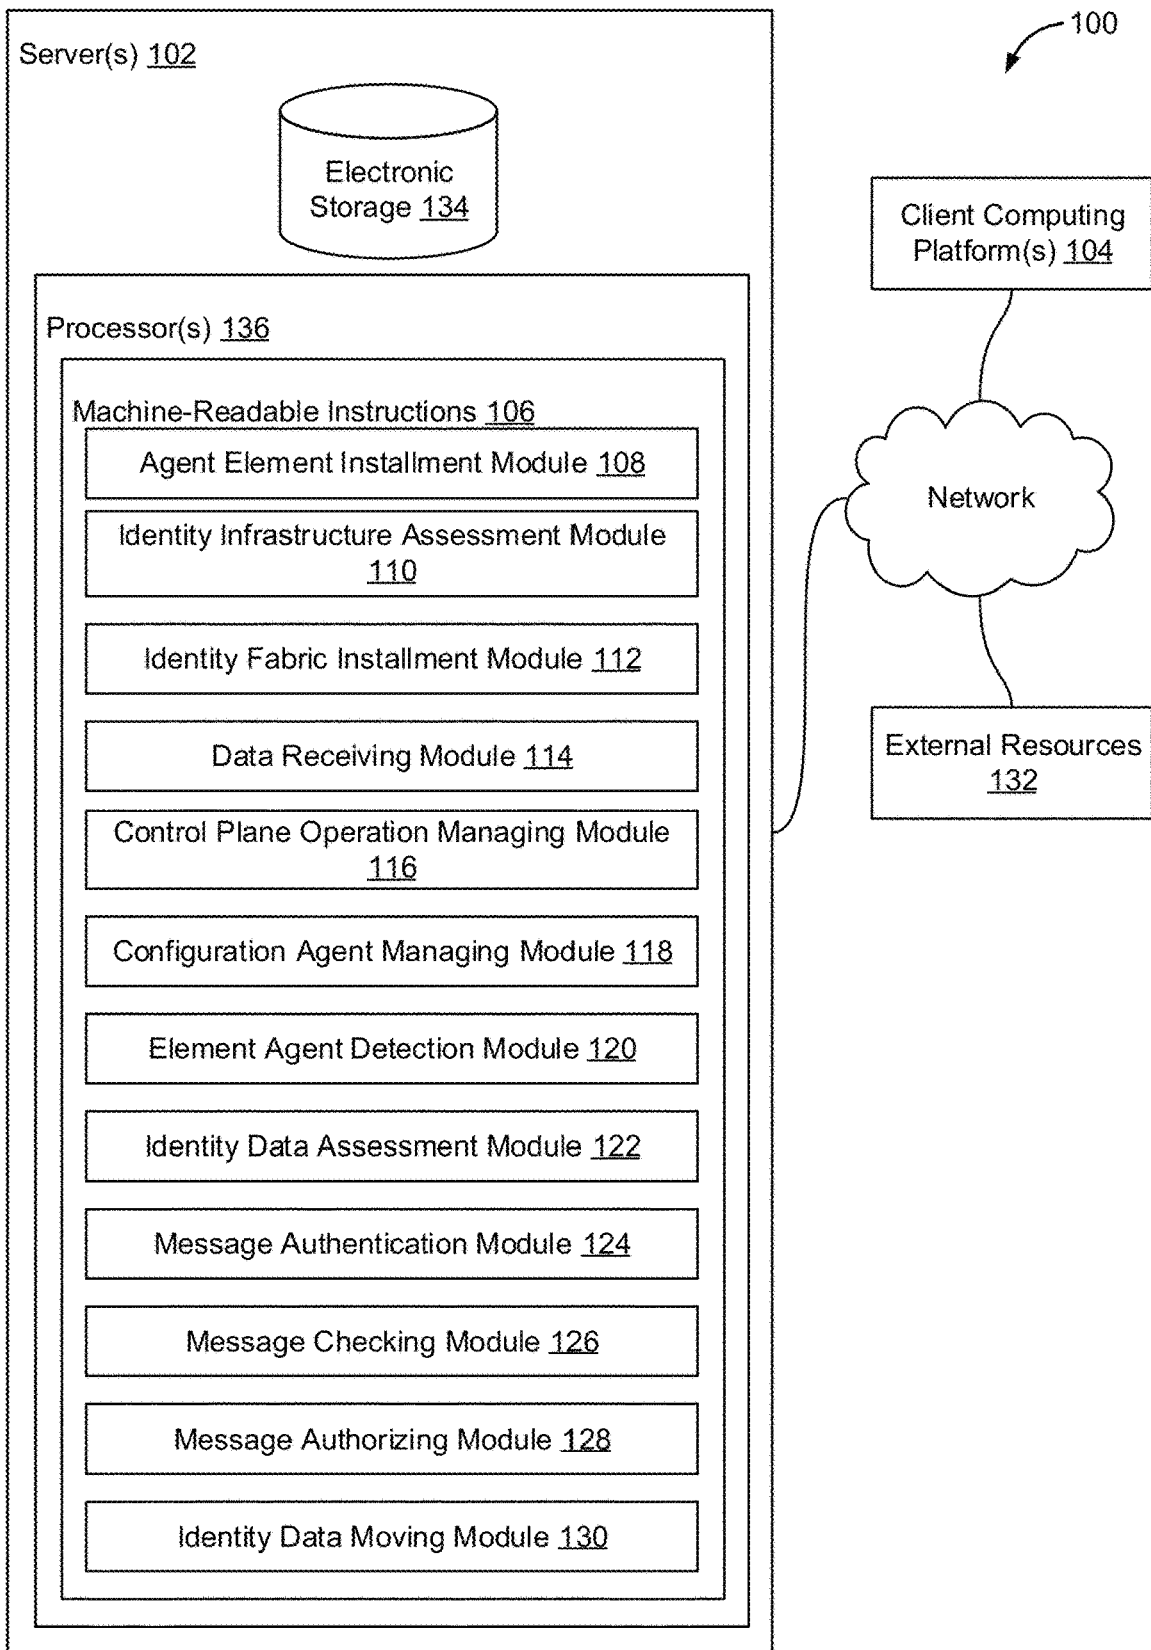 100
Server(s) 102
Electronic
Storage 134
Client Computing
Platform(s) 104
Processor(s) 136
Machine-Readable Instructions 106
Agent Element Installment Module 108
Network
Identity Infrastructure Assessment Module
110
Identity Fabric Installment Module 112
Data Receiving Module 114
External Resources
132
Control Plane Operation Managing Module
116
Configuration Agent Managing Module 118
Element Agent Detection Module 120
Identity Data Assessment Module 122
Message Authentication Module 124
Message Checking Module 126
Message Authorizing Module 128
Identity Data Moving Module 130